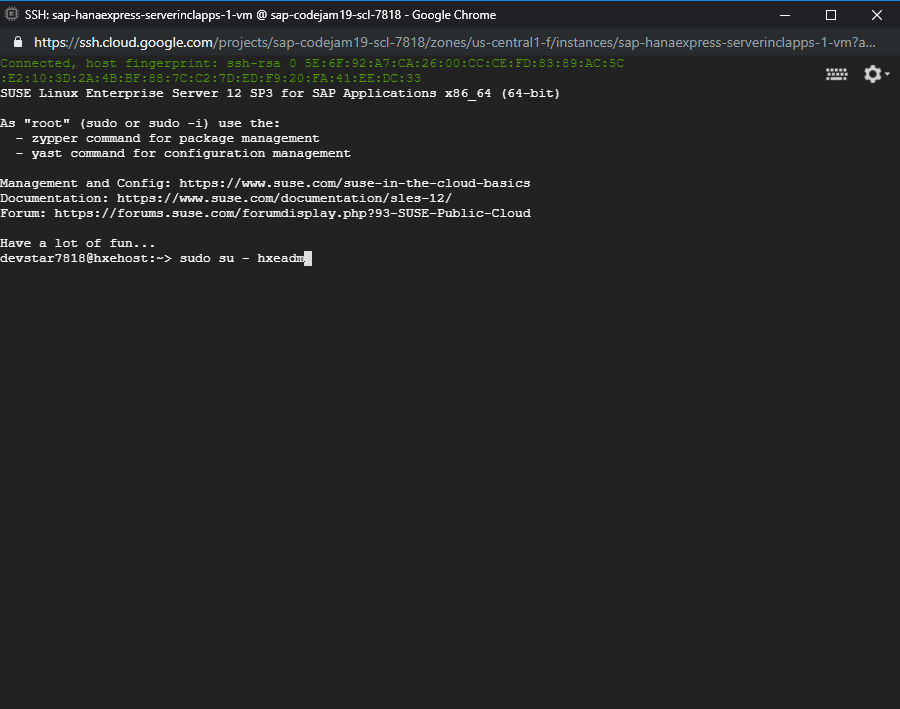 SSH: sap-hanaexpress-serverinclapps-1-vm @ sap-codejam19-scl-7818 - Google Chrome
https://ssh.cloud.google.com/projects/sap-codejam19-scl-7818/zones/us-central1-f/instances/sap-hanaexpress-serverinclapps-1-vm?a...
Connected, host fingerprint: ssh-rsa 0 5E:6F:92:A7:CA:26:00:CC:CE:FD:83:89:AC:5C
:E2:10:3D:2A:4B:BF:88:7C:C2:7D:ED:F9:20:FA:41:EE:DC:33
SUSE Linux Enterprise Server 12 SP3 for SAP Applications x86_64 (64-bit)
As "root" (sudo or sudo -i) use the:
- zypper command for package management
- yast command for configuration management
Management and Config: https://www.suse.com/suse-in-the-cloud-basics
Documentation: https://www.suse.com/documentation/sles-12/
Forum: https://forums.suse.com/forumdisplay.php?93-SUSE-Public-Cloud
Have a lot of fun...
devstar7818@hxehost:~> sudo su - hxeadm